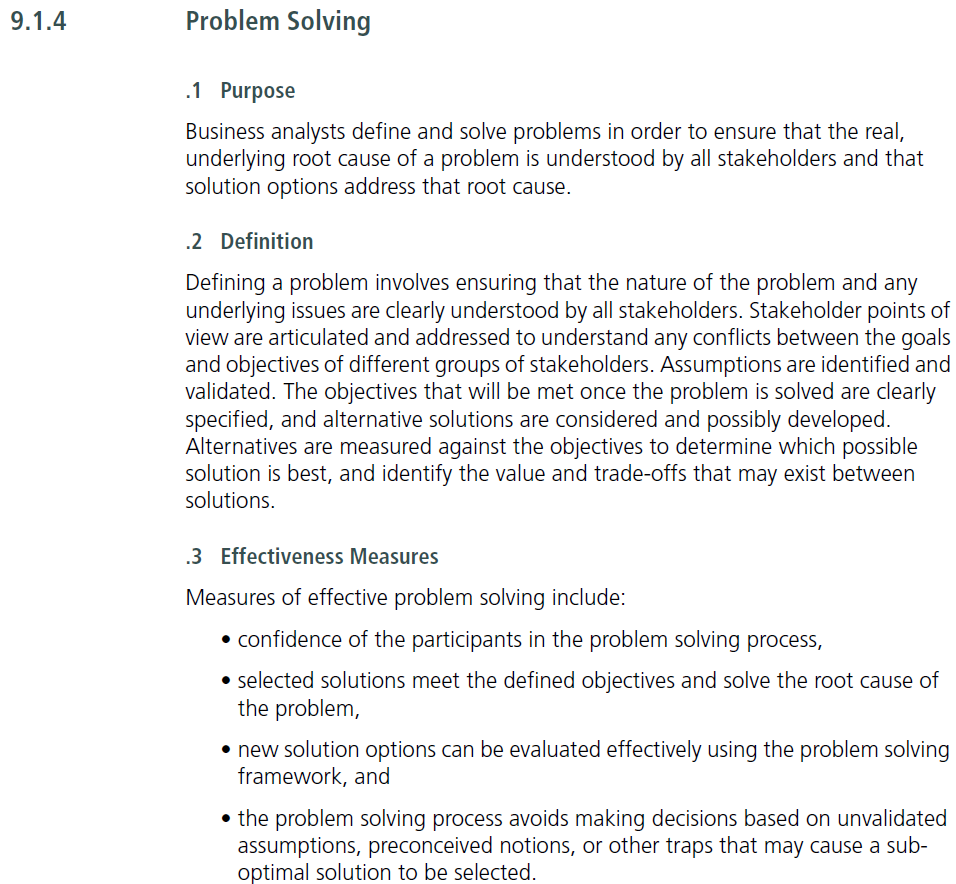 9.1.4 Problem Solving
.1 Purpose
Business analysts define and solve problems in order to ensure that the real,
underlying root cause of a problem is understood by all stakeholders and that
solution options address that root cause.
.2 Definition
Defining a problem involves ensuring that the nature of the problem and any
underlying issues are clearly understood by all stakeholders. Stakeholder points of
view are articulated and addressed to understand any conflicts between the goals
and objectives of different groups of stakeholders. Assumptions are identified and
validated. The objectives that will be met once the problem is solved are clearly
specified, and alternative solutions are considered and possibly developed.
Alternatives are measured against the objectives to determine which possible
solution is best, and identify the value and trade-offs that may exist between
solutions.
.3 Effectiveness Measures
Measures of effective problem solving include:
• confidence of the participants in the problem solving process,
• selected solutions meet the defined objectives and solve the root cause of
the problem,
• new solution options can be evaluated effectively using the problem solving
framework, and
• the problem solving process avoids making decisions based on unvalidated
assumptions, preconceived notions, or other traps that may cause a sub-
optimal solution to be selected.